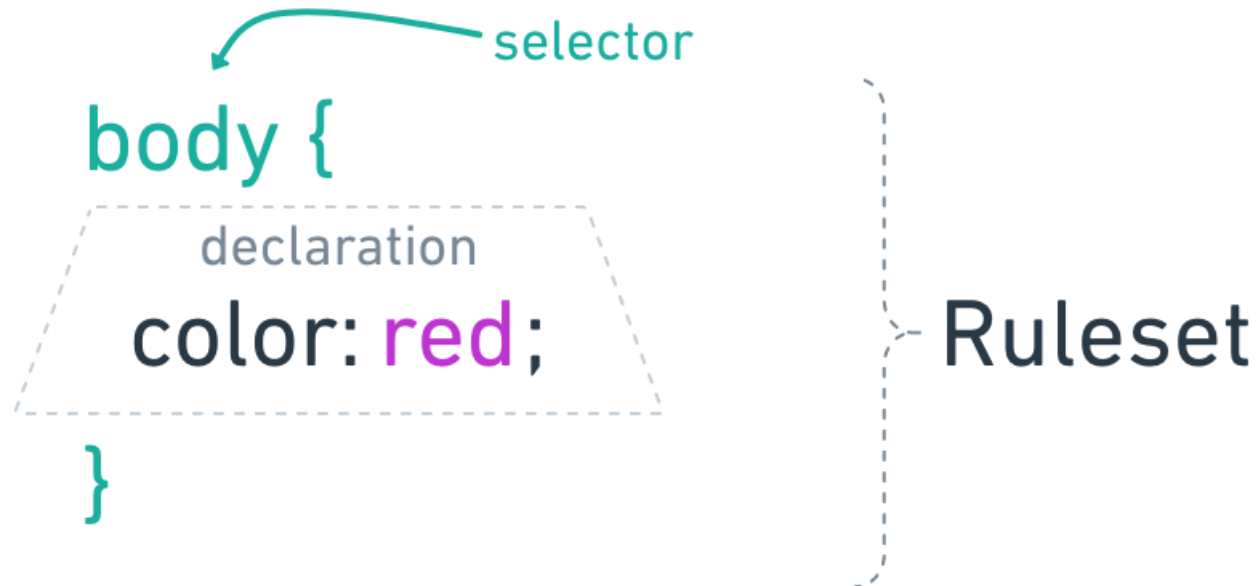 selector
body {
declaration
color: red;
Ruleset
}